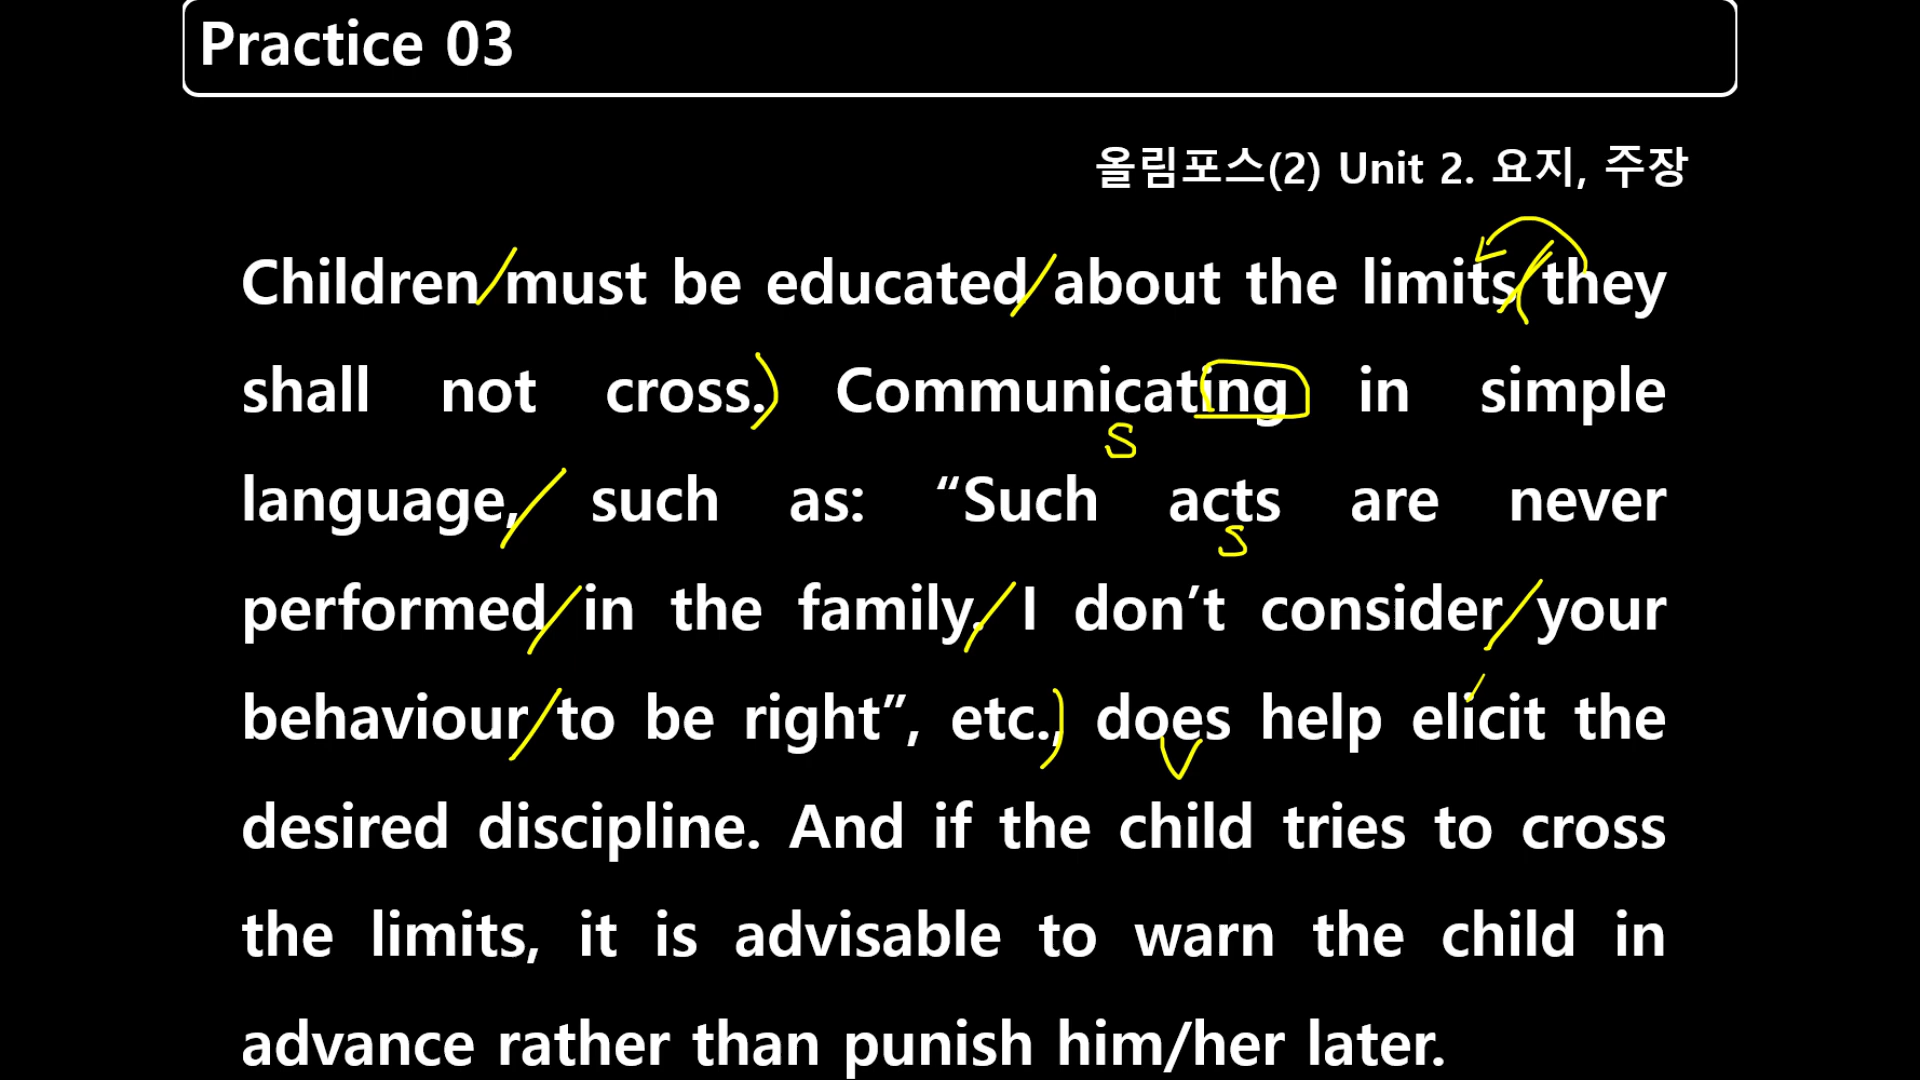 Practice 03
올림포스(2) Unit 2. 요지, 주장
Children must be educated about the limits they
shall not cross. Communicating in simple
S
language, such as: “Such acts are never
S
performed in the family. I don’t consider your
behaviour to be right”, etc., does help elicit the
V
desired discipline. And if the child tries to cross
the limits, it is advisable to warn the child in
advance rather than punish him/her later.